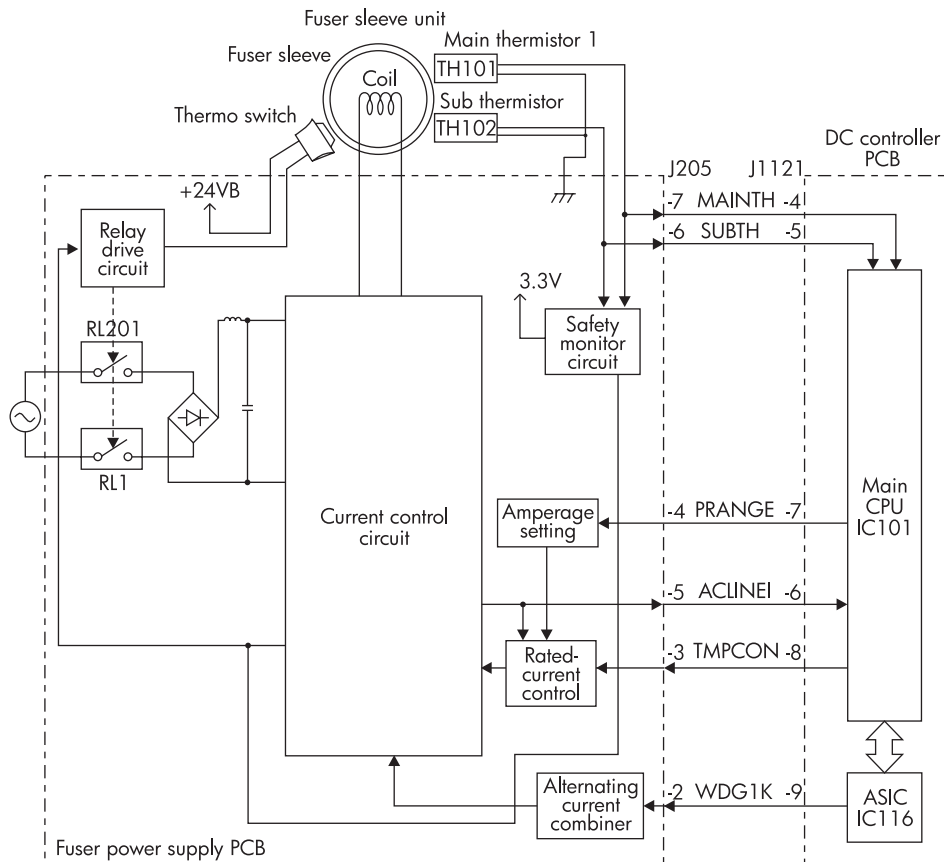 Fuser sleeve unit
Fuser sleeve
Main thermistor 1
Coil
TH101
Sub thermistor
TH102
Thermo switch
DC controller
PCB
J205
J1121
+24VB
-7 MAINTH -4
-6 SUBTH -5
Relay
drive
circuit
3.3V
Safety
monitor
circuit
RL201
RL1
Current control
circuit
Amperage
setting
-4 PRANGE -7
Main
CPU
IC101
-5 ACLINEI -6
Rated-
current
control
-3 TMPCON -8
Alternating
current
combiner
-2 WDG1K -9
ASIC
IC116
Fuser power supply PCB